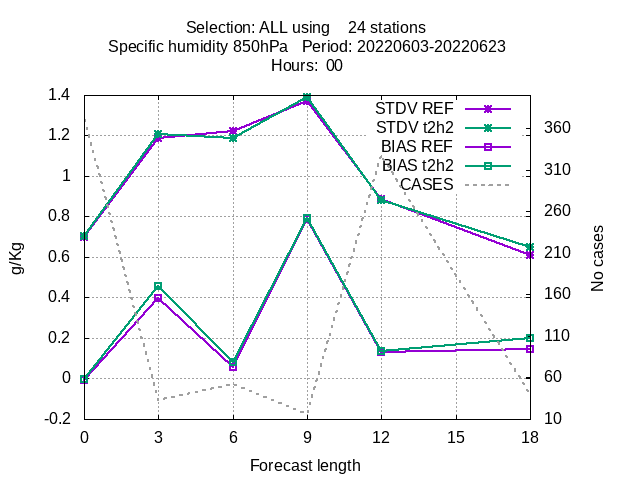 Selection: ALL using    24 stations
Specific humidity 850hPa   Period: 20220603-20220623
Hours:  00
1.4
1.2
1
0.8
0.6
0.4
0.2
0
-0.2
g/Kg
STDV REF
STDV t2h2
BIAS REF
BIAS t2h2
CASES
360
310
260
210
160
110
60
10
No cases
0 3 6 9 12 15 18
Forecast length